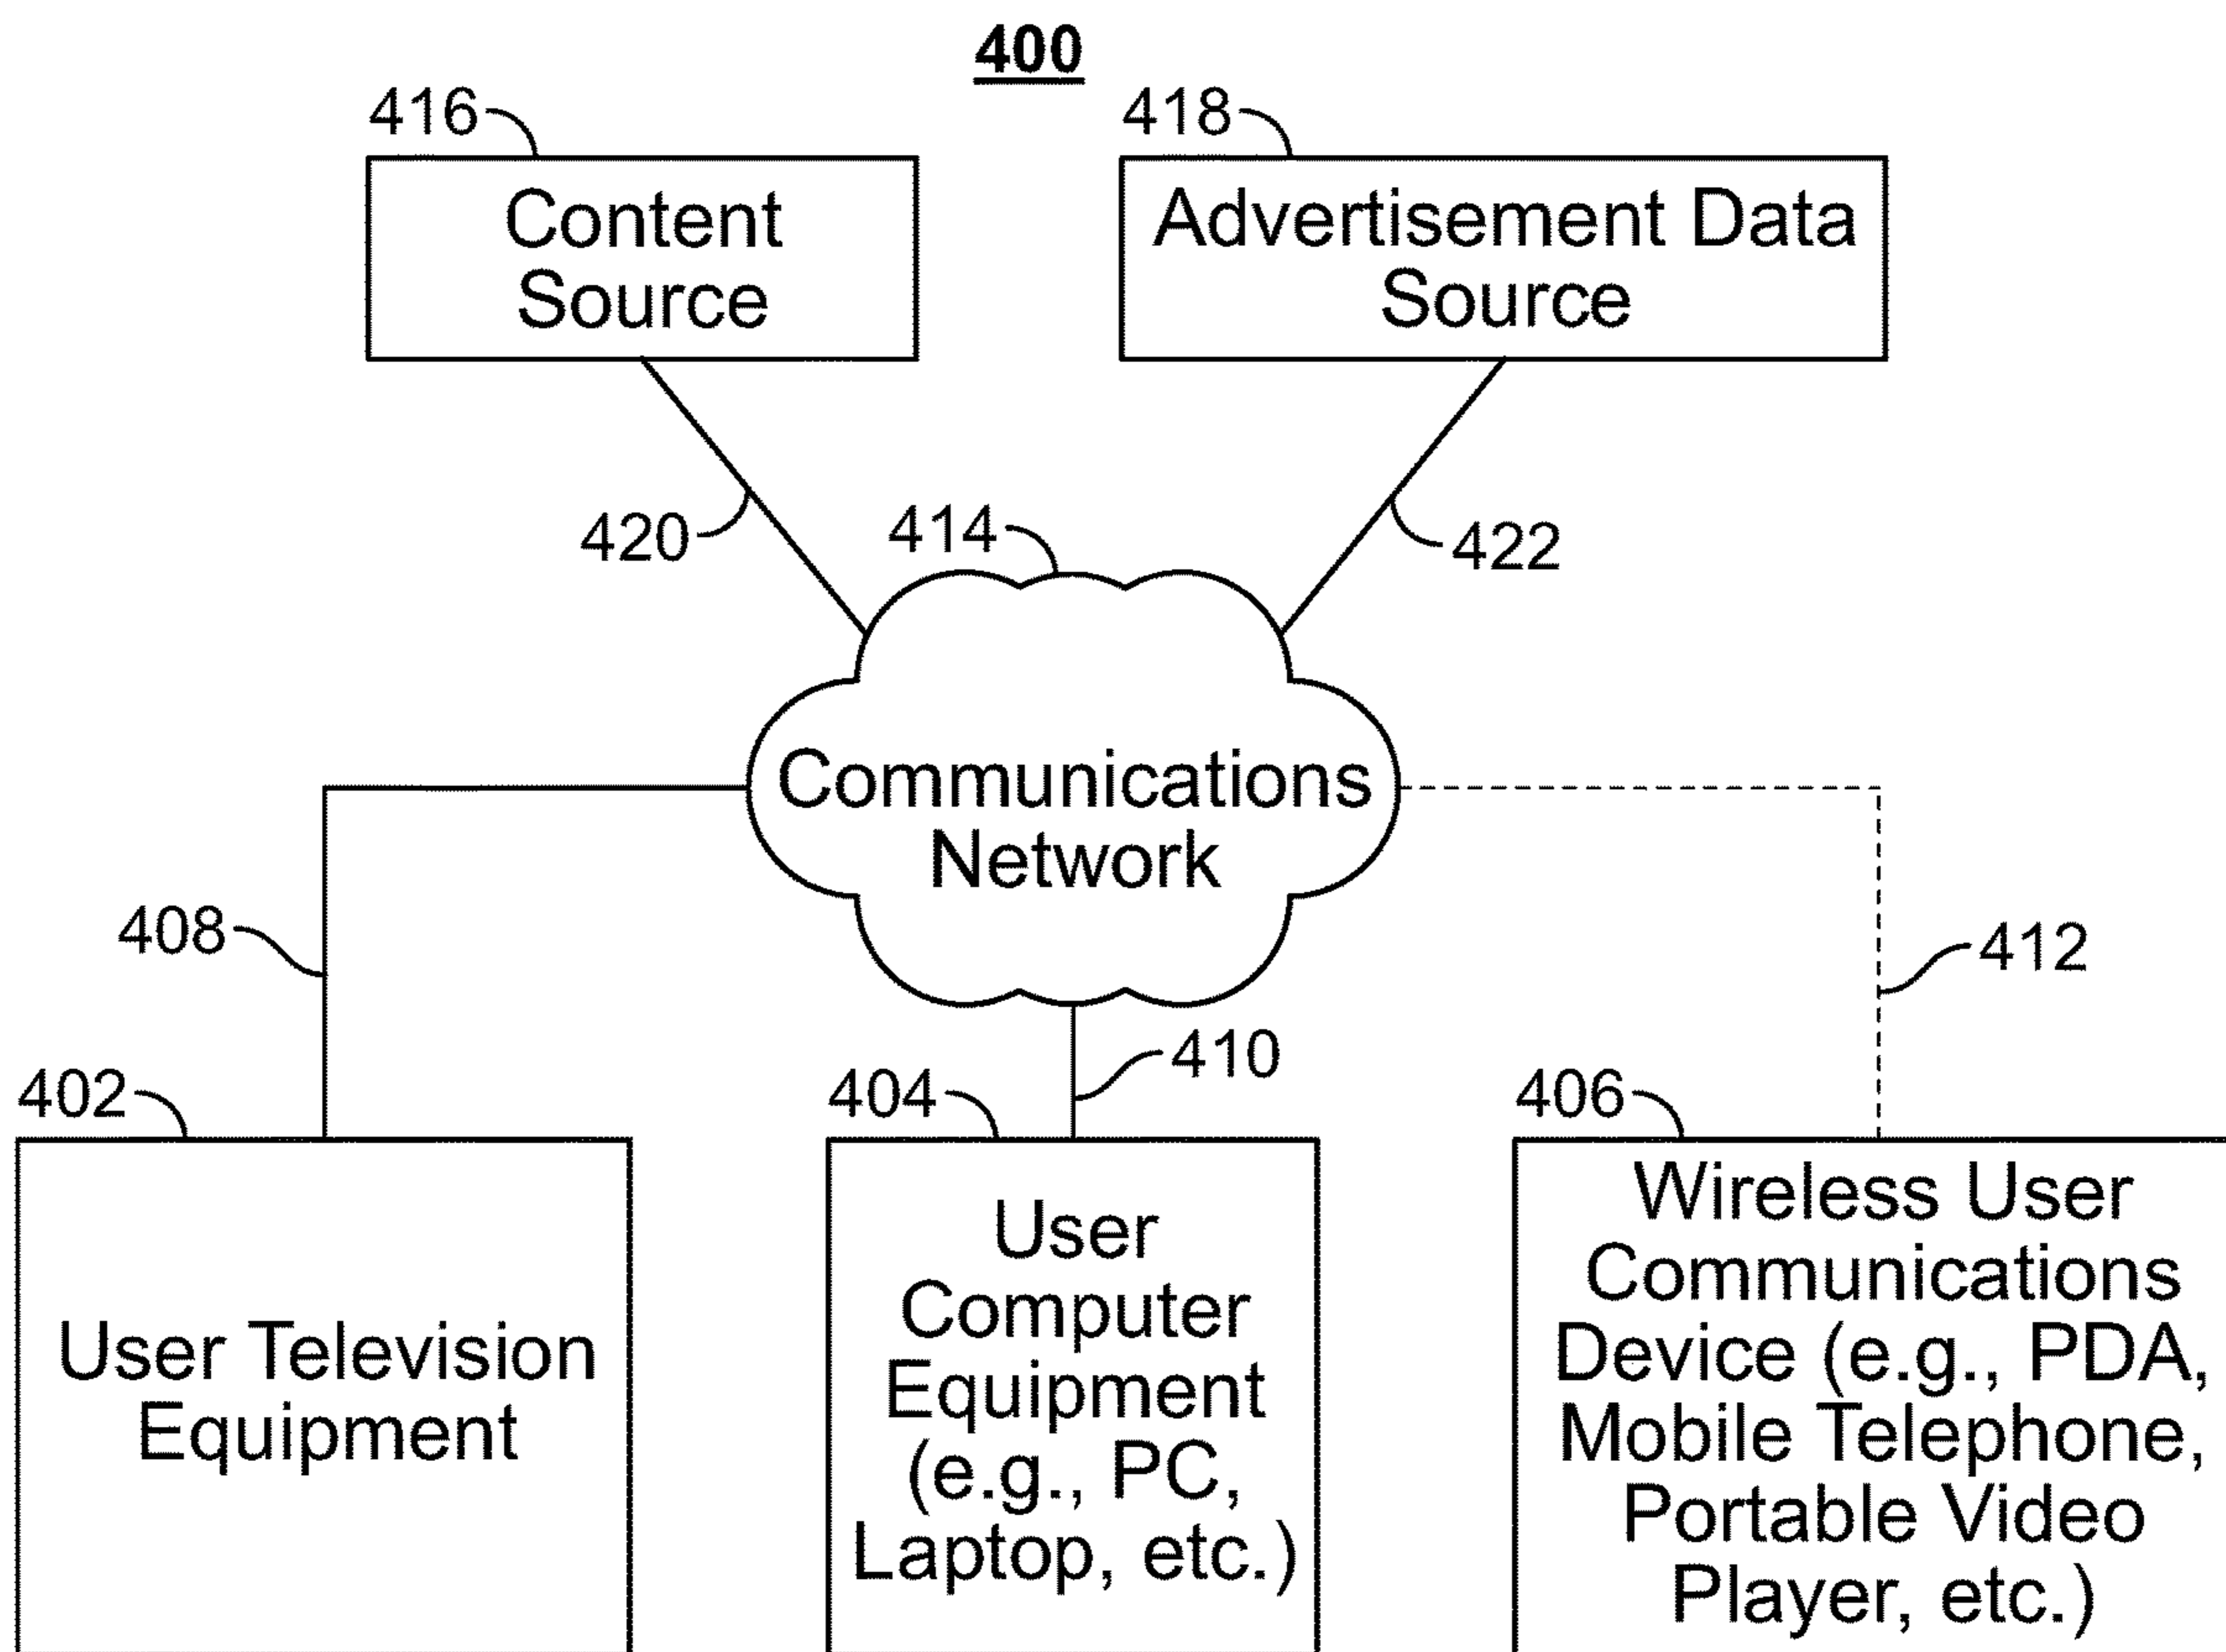 400
416
418
Content
Source
Advertisement Data
Source
420
414
422
Communications
Network
408
412
410
402
404
406
User Television
Equipment
User
Computer
Equipment
(e.g., PC,
Laptop, etc.)
Wireless User
Communications
Device (e.g., PDA,
Mobile Telephone,
Portable Video
Player, etc.)